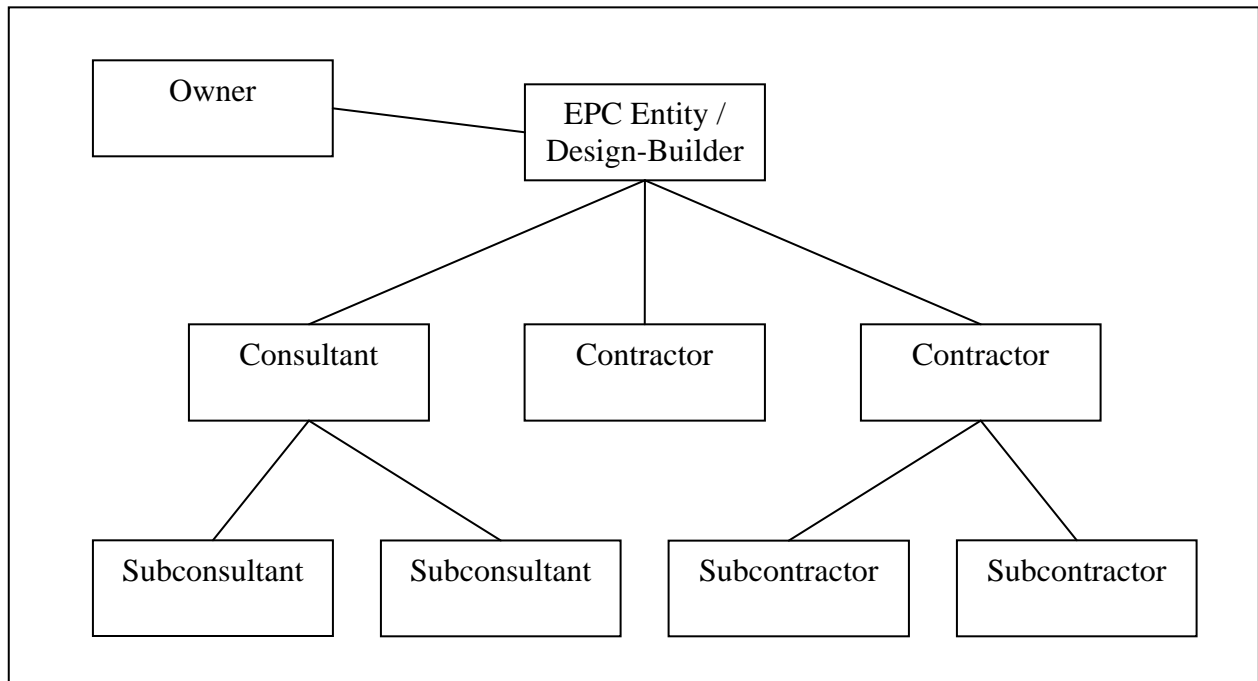 Owner
EPC Entity /
Design-Builder
Consultant
Contractor
Contractor
Subconsultant
Subconsultant
Subcontractor
Subcontractor